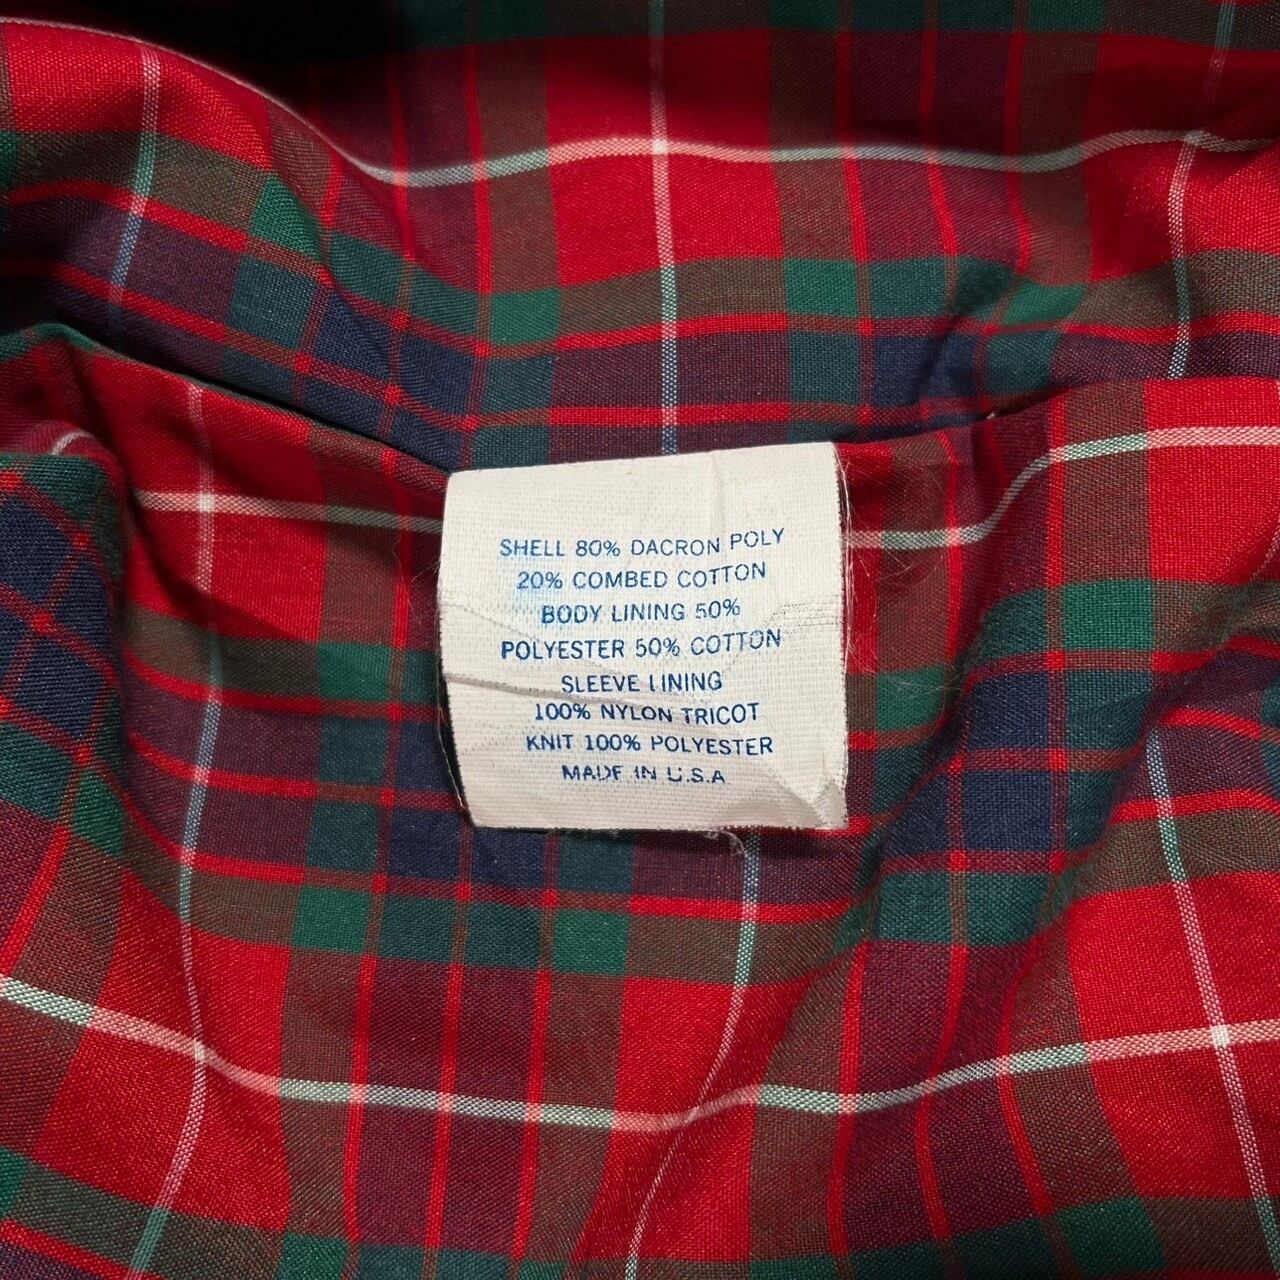 SHELL 80% DACRON POLY
20% COMBED COTTON
BODY LINING 50%
POLYESTER 50% COTTON
SLEEVE LINING
100% NYLON TRICOT
KNIT 100% POLYESTER
MADE IN U.S.A